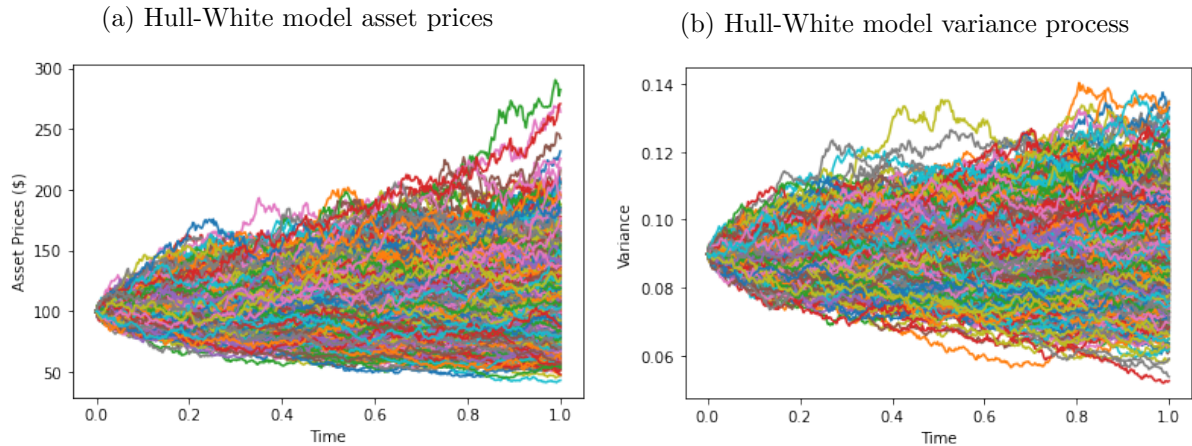 (a) Hull-White model asset prices
300
250
200
150
100
50
Asset Prices ($)
0.0 0.2 0.4 0.6 0.8 1.0
Time
(b) Hull-White model variance process
0.14
0.12
0.10
0.08
0.06
Variance
0.0 0.2 0.4 0.6 0.8 1.0
Time